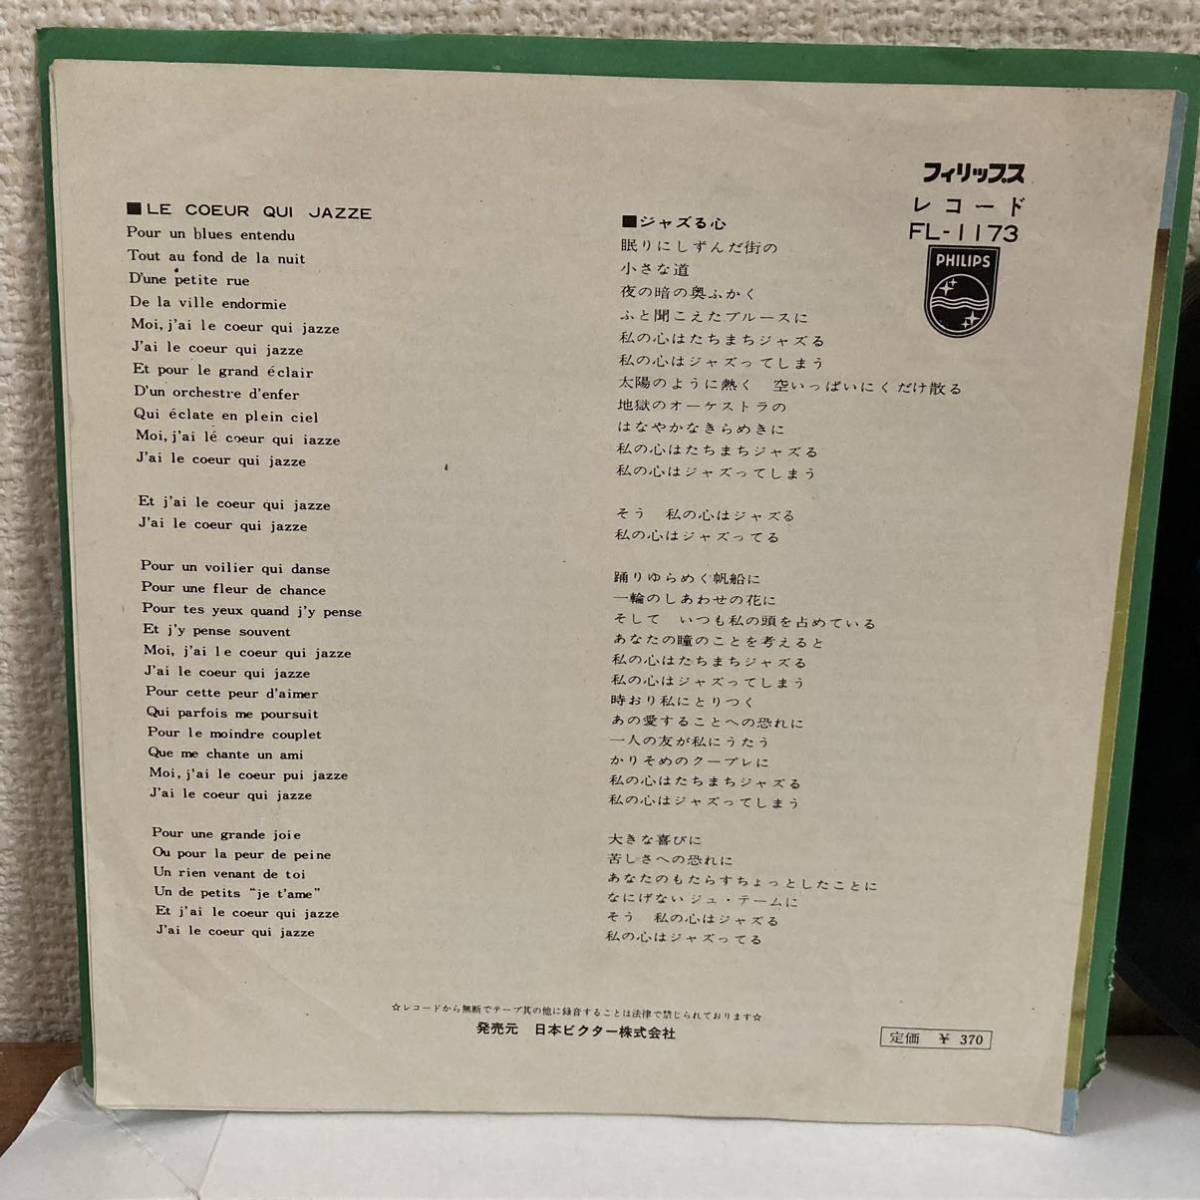 フィリップス
レコード
FL-1173
PHILIPS
■LE COEUR QUI JAZZE
Pour un blues entendu
Tout au fond de la nuit
D'une petite rue
De la ville endormie
Moi, j'ai le coeur qui jazze
J'ai le coeur qui jazze
Et pour le grand éclair
D'un orchestre d'enfer
Qui éclate en plein ciel
Moi, j'ai lé coeur qui iazze
J'ai le coeur qui jazze
Et j'ai le coeur qui jazze
J'ai le coeur qui jazze
Pour un voilier qui danse
Pour une fleur de chance
Pour tes yeux quand j'y pense
Et j'y pense souvent
Moi, j'ai le coeur qui jazze
J'ai le coeur qui jazze
Pour cette peur d'aimer
Qui parfois me poursuit
Pour le moindre couplet
Que me chante un ami
Moi, j'ai le coeur pui jazze
J'ai le coeur qui jazze
Pour une grande joie
Ou pour la peur de peine
Un rien venant de toi
Un de petits "je t'ame"
Et j'ai le coeur qui jazze
J'ai le coeur qui jazze
■ジャズる心
眠りにしずんだ街の
小さな道
夜の暗の奥ふかく
ふと聞こえたブルースに
私の心はたちまちジャズる
私の心はジャズってしまう
太陽のように熱く 空いっぱいにくだけ散る
地獄のオーケストラの
はなやかなきらめきに
私の心はたちまちジャズる
私の心はジャズってしまう
そう 私の心はジャズる
私の心はジャズってる
踊りゆらめく帆船に
一輪のしあわせの花に
そして いつも私の頭を占めている
あなたの瞳のことを考えると
私の心はたちまちジャズる
私の心はジャズってしまう
時おり私にとりつく
あの愛することへの恐れに
一人の友が私にうたう
かりそめのクープレに
私の心はたちまちジャズる
私の心はジャズってしまう
大きな喜びに
苦しさへの恐れに
あなたのもたらすちょっとしたことに
なにげないジュ・テームに
そう 私の心はジャズる
私の心はジャズってる
☆レコードから無断でテープ其の他に録音することは法律で禁じられております☆
発売元 日本ビクター株式会社
定価 ¥ 370